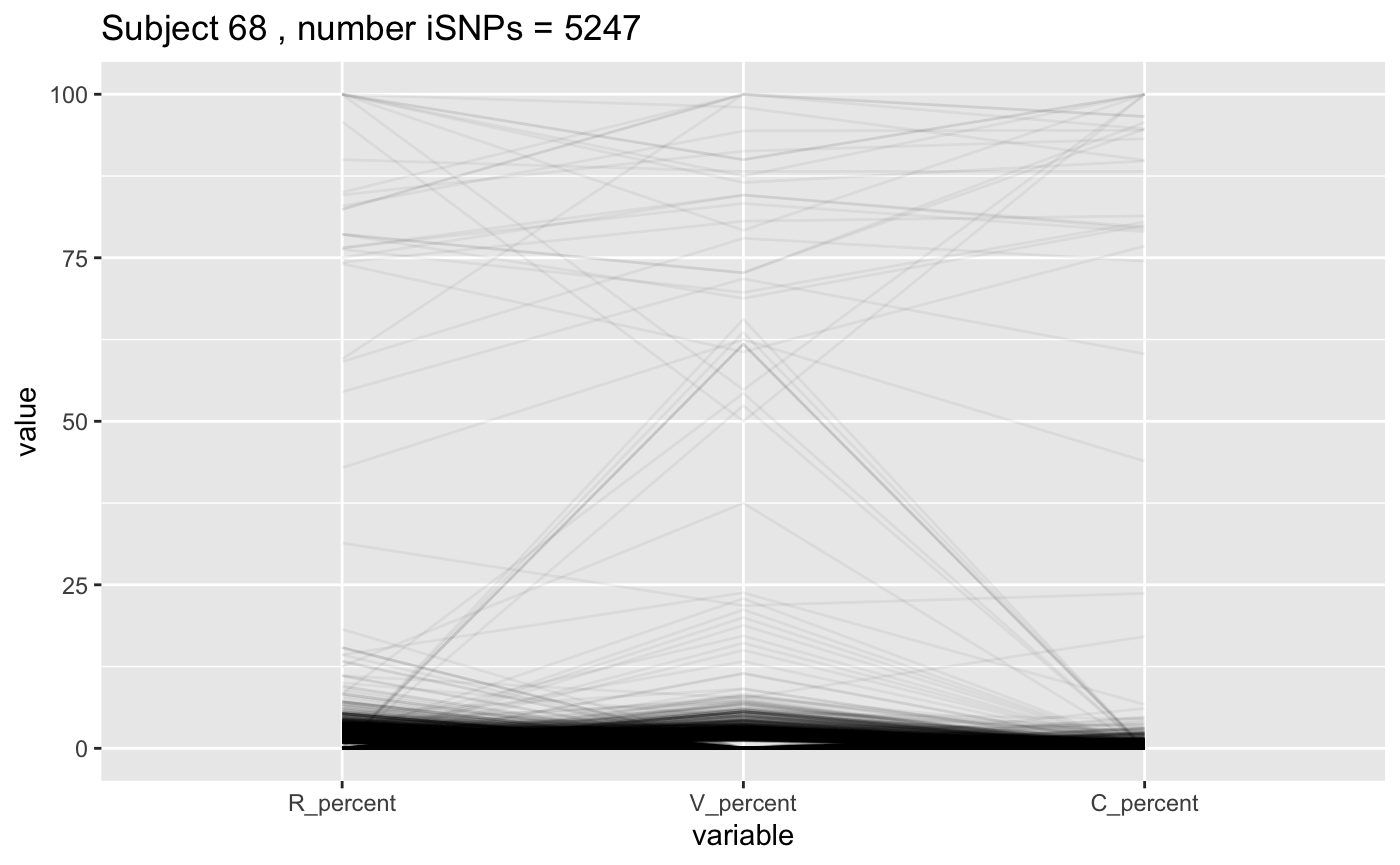 Subject 68 , number iSNPs = 5247
100
75
50
25
0
value
R_percent
V_percent
C_percent
variable